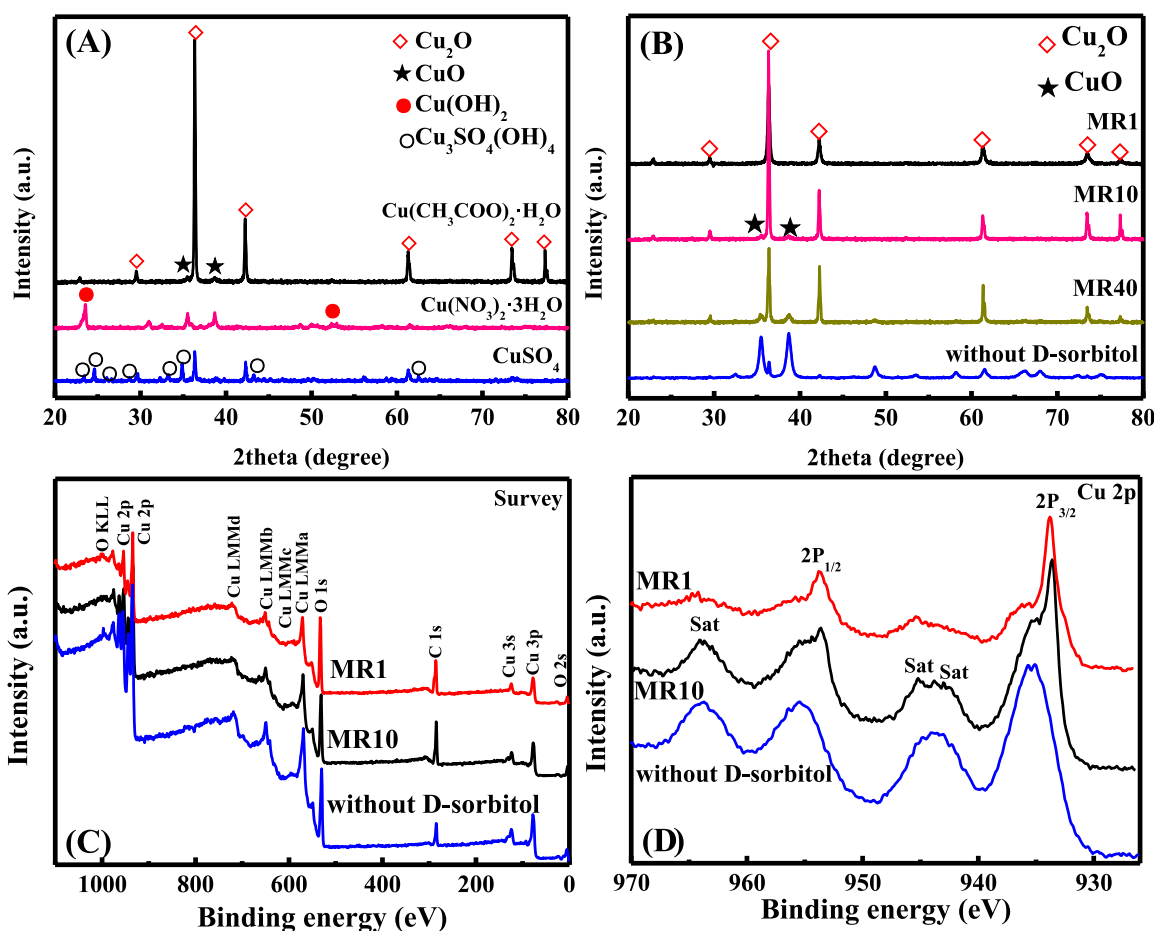 (A)
Cu₂O
CuO
Cu(OH)₂
Cu₃SO₄(OH)₄
Cu(CH₃COO)₂·H₂O
Cu(NO₃)₂·3H₂O
CuSO₄
Intensity (a.u.)
20 30 40 50 60 70 80
2theta (degree)
(B)
Cu₂O
CuO
MR1
MR10
MR40
without D-sorbitol
Intensity (a.u.)
20 30 40 50 60 70 80
2theta (degree)
Survey
O KLL
Cu 2p
Cu 2p
Cu LMMd
Cu LMMb
Cu LMMc
Cu LMMa
O 1s
C 1s
Cu 3s
Cu 3p
O 2s
MR1
MR10
without D-sorbitol
(C)
Intensity (a.u.)
1000 800 600 400 200 0
Binding energy (eV)
Cu 2p
2P₃/₂
2P₁/₂
MR1
Sat
Sat
Sat
MR10
without D-sorbitol
(D)
Intensity (a.u.)
970 960 950 940 930
Binding energy (eV)